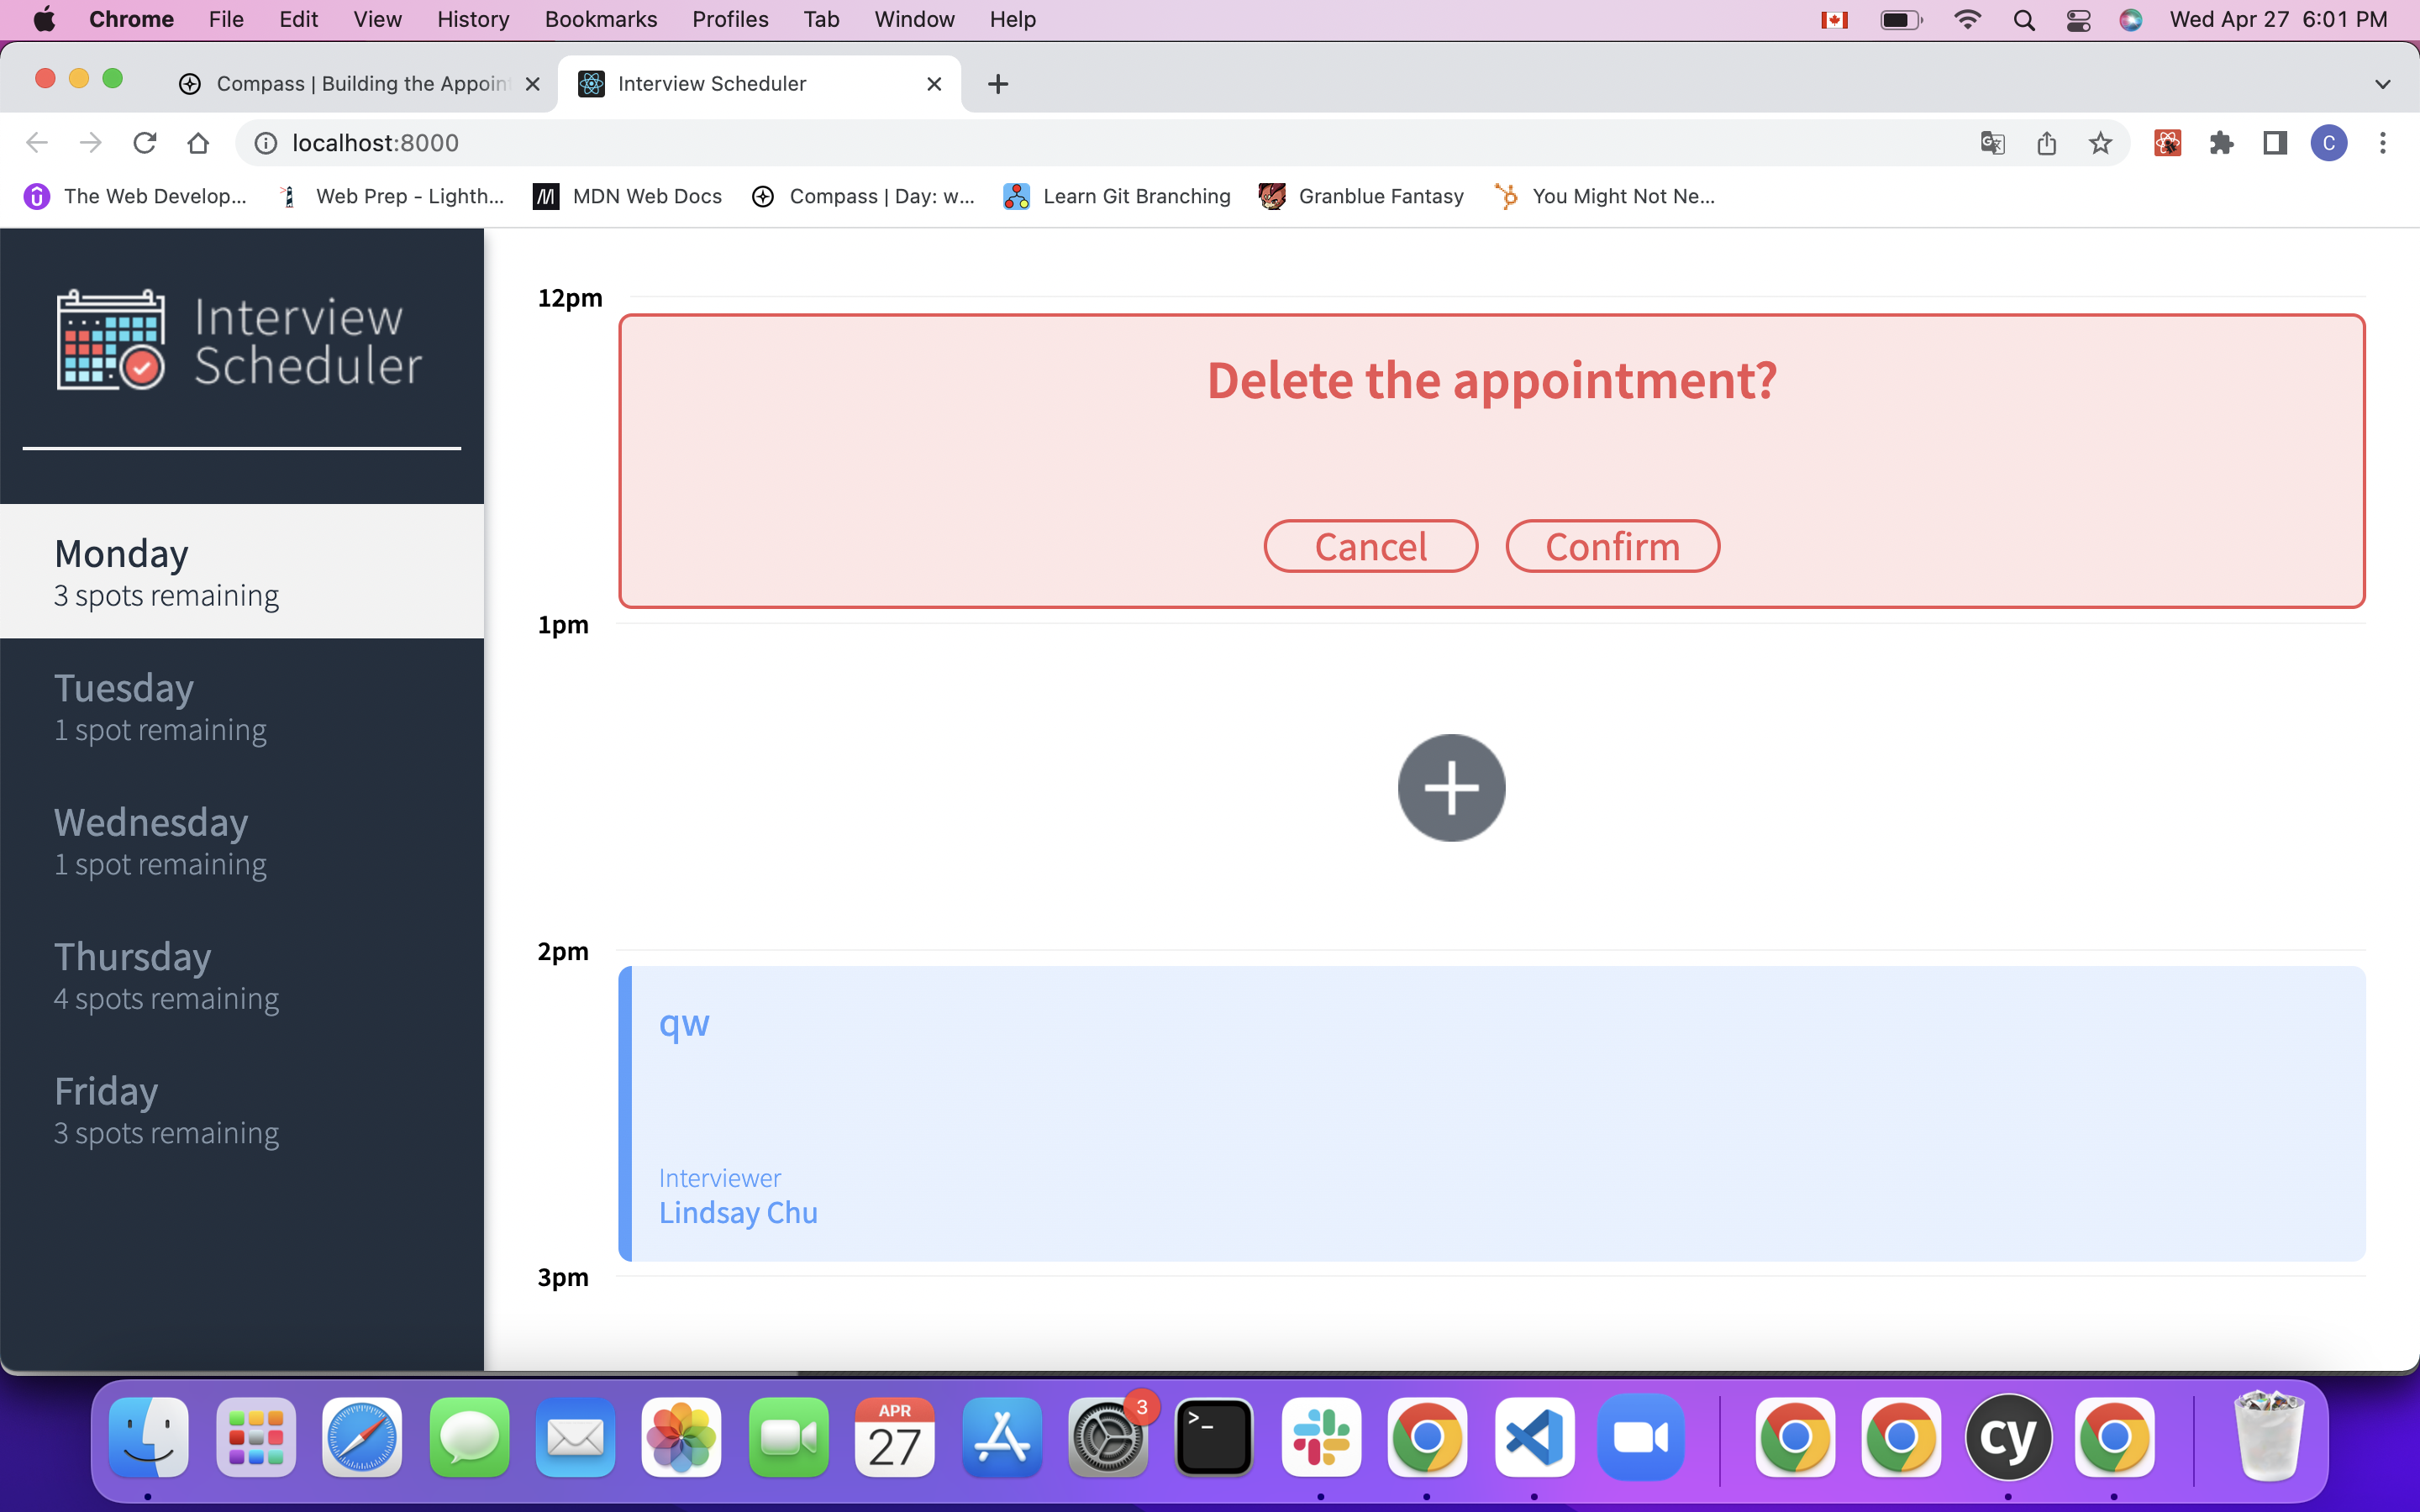 Chrome File Edit View History Bookmarks Profiles Tab Window Help Wed Apr 27 6:01 PM
Compass | Building the Appoin
Interview Scheduler
localhost:8000
C
The Web Develop... Web Prep - Lighth... MDN Web Docs Compass | Day: w... Learn Git Branching Granblue Fantasy You Might Not Ne...
Interview
Scheduler
Monday
3 spots remaining
Tuesday
1 spot remaining
Wednesday
1 spot remaining
Thursday
4 spots remaining
Friday
3 spots remaining
12pm
Delete the appointment?
Cancel Confirm
1pm
2pm
qw
Interviewer
Lindsay Chu
3pm
APR
27
3
>_
cy